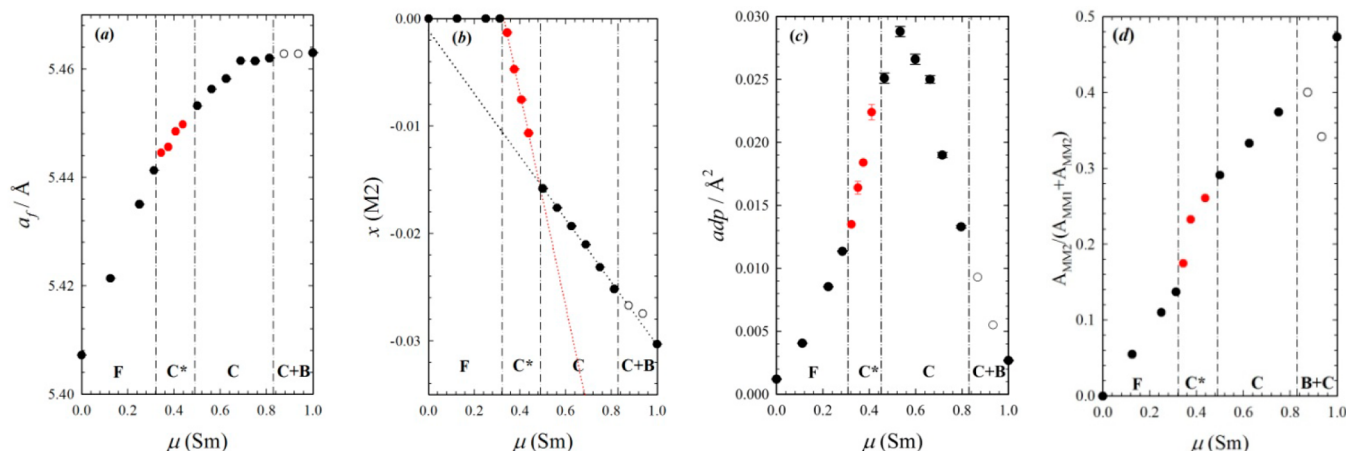 (a)
5.46
5.44
5.42
5.40
a_f / Å
F
C*
C
C+B
0.0 0.2 0.4 0.6 0.8 1.0
μ (Sm)
(b)
0.00
-0.01
-0.02
-0.03
x (M2)
F
C*
C
C+B
0.0 0.2 0.4 0.6 0.8 1.0
μ (Sm)
(c)
0.030
0.025
0.020
0.015
0.010
0.005
0.000
adp / Å²
F
C*
C
C+B
0.0 0.2 0.4 0.6 0.8 1.0
μ (Sm)
(d)
0.5
0.4
0.3
0.2
0.1
0.0
A_MM2/(A_MM1+A_MM2)
F
C*
C
B+C
0.0 0.2 0.4 0.6 0.8 1.0
μ (Sm)